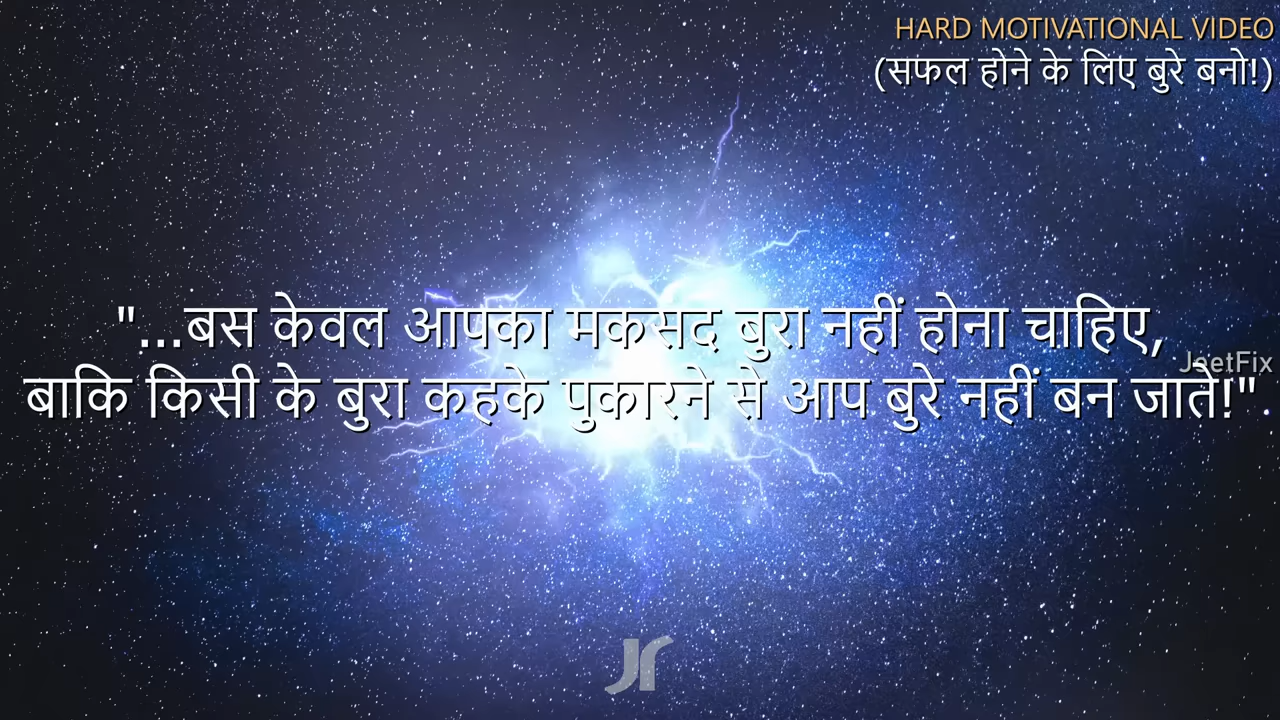 HARD MOTIVATIONAL VIDEO
(सफल होने के लिए बुरे बनो!)
"...बस केवल आपका मकसद बुरा नहीं होना चाहिए,
JeetFix
बाकि किसी के बुरा कहके पुकारने से आप बुरे नहीं बन जाते!"